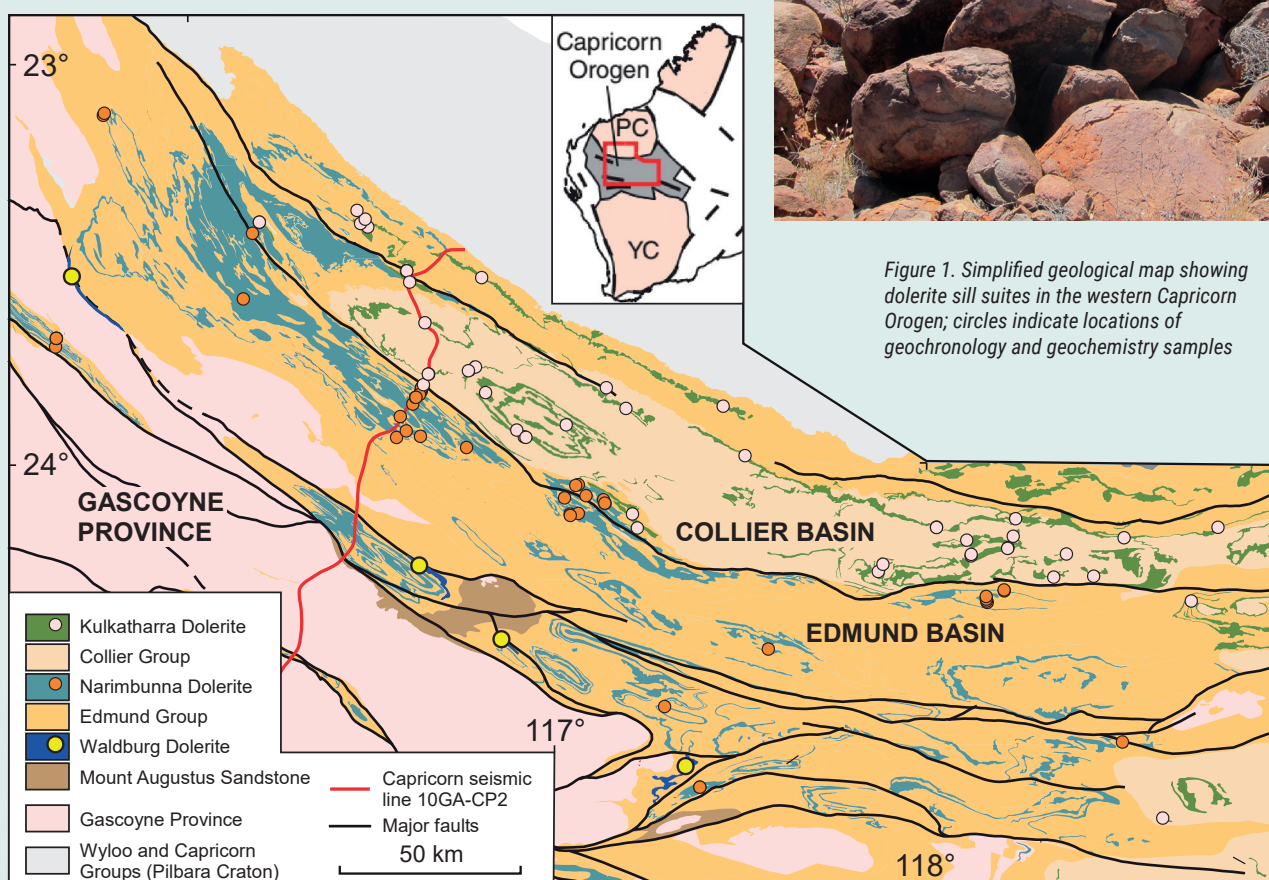 23°
24°
117°
118°
Capricorn
Orogen
PC
YC
GASCOYNE
PROVINCE
COLLIER BASIN
EDMUND BASIN
Figure 1. Simplified geological map showing
dolerite sill suites in the western Capricorn
Orogen; circles indicate locations of
geochronology and geochemistry samples
Kulkatharra Dolerite
Collier Group
Narimbunna Dolerite
Edmund Group
Waldburg Dolerite
Mount Augustus Sandstone
Gascoyne Province
Wyloo and Capricorn
Groups (Pilbara Craton)
Capricorn seismic
line 10GA-CP2
Major faults
50 km